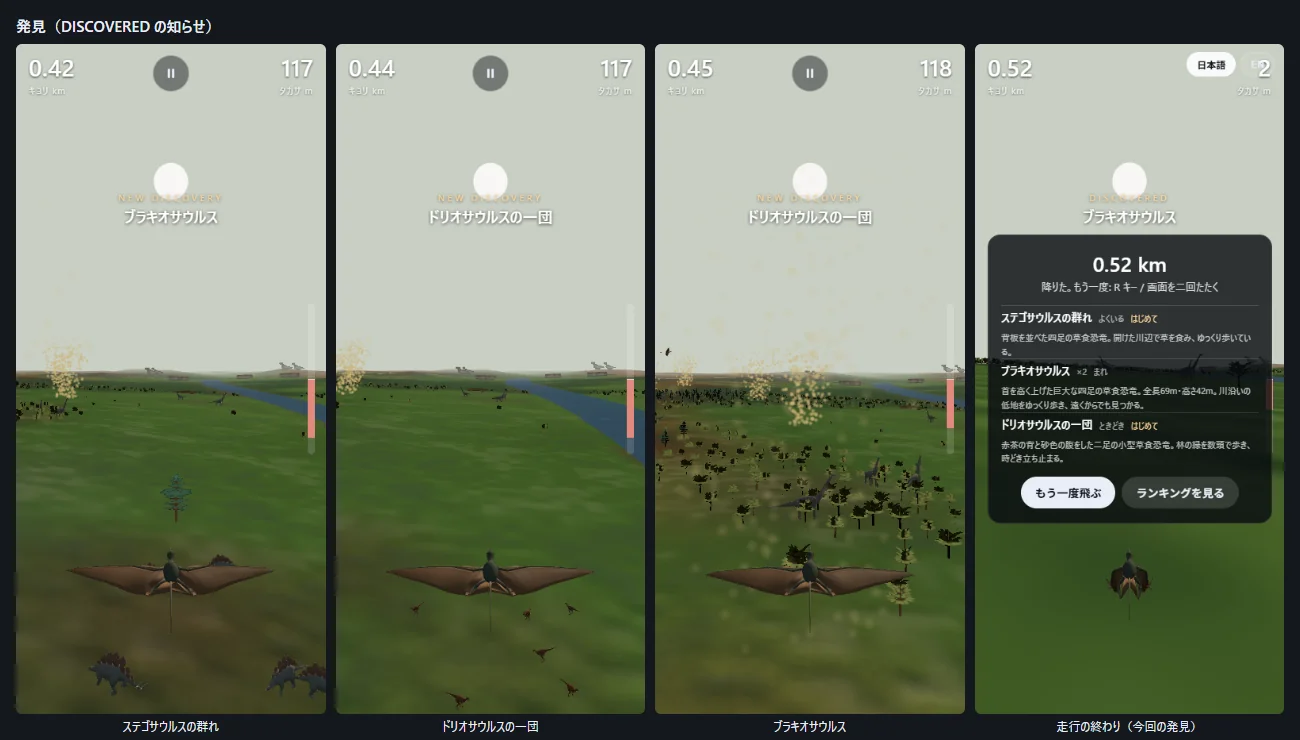 発見（DISCOVERED の知らせ）
0.42
キョリ km
117
タカサ m
NEW DISCOVERY
ブラキオサウルス
ステゴサウルスの群れ
0.44
キョリ km
117
タカサ m
NEW DISCOVERY
ドリオサウルスの一団
ドリオサウルスの一団
0.45
キョリ km
118
タカサ m
NEW DISCOVERY
ドリオサウルスの一団
ブラキオサウルス
0.52
キョリ km
日本語
2
タカサ m
DISCOVERED
ブラキオサウルス
0.52 km
降りた。もう一度: R キー / 画面を二回たたく
ステゴサウルスの群れ よくいる はじめて
背板を並べた四足の草食恐竜。開けた川辺で草を食み、ゆっくり歩いてい
る。
ブラキオサウルス ×2 まれ
首を高く上げた巨大な四足の草食恐竜。全長69m・高さ42m。川沿いの
低地をゆっくり歩き、遠くからでも見つかる。
ドリオサウルスの一団 ときどき はじめて
赤茶の背と砂色の腹をした二足の小型草食恐竜。林の縁を数頭で歩き、
時どき立ち止まる。
もう一度飛ぶ
ランキングを見る
走行の終わり（今回の発見）